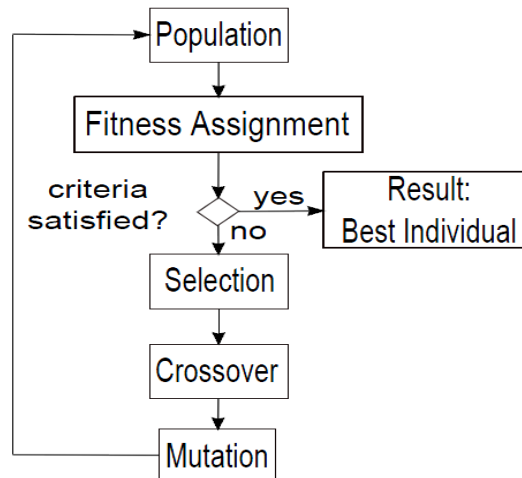 Population
Fitness Assignment
criteria
satisfied?
yes
no
Result:
Best Individual
Selection
Crossover
Mutation